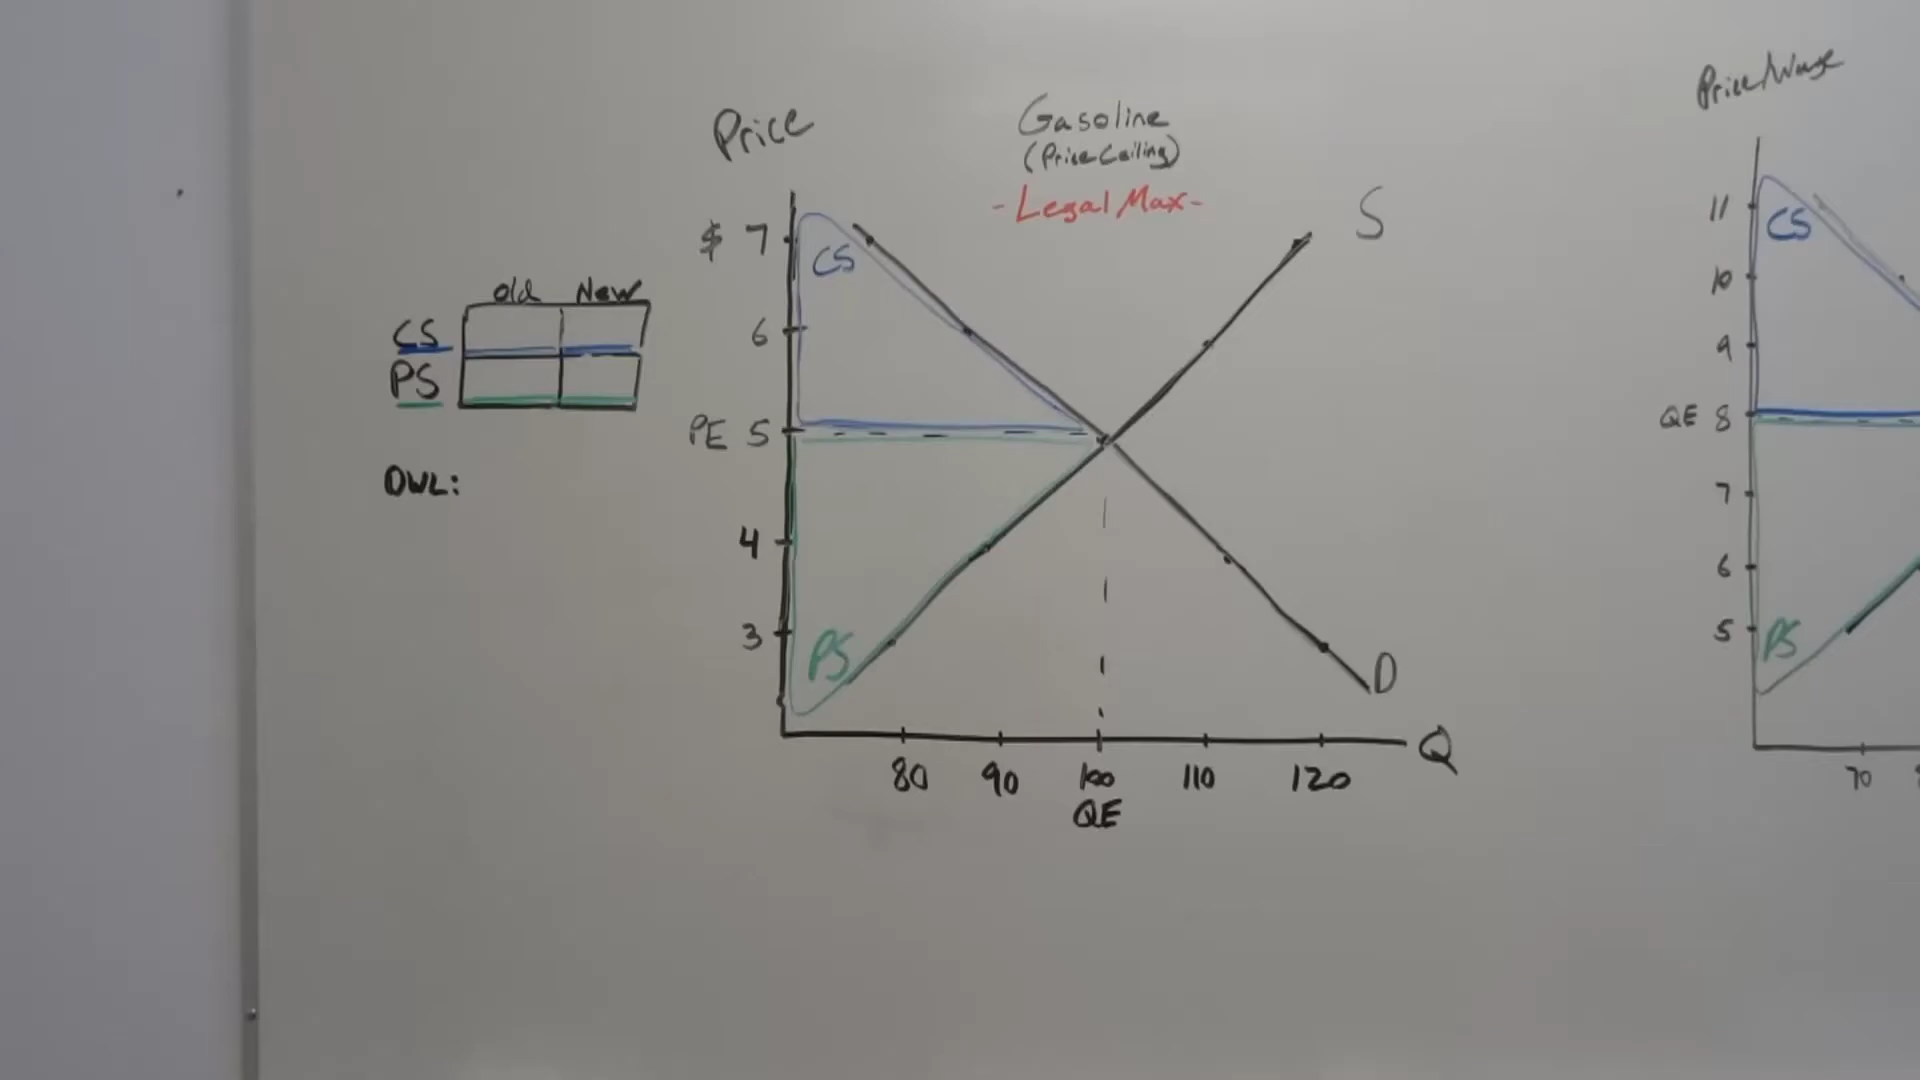 Price
Gasoline
(Price Ceiling)
- Legal Max -
$ 7
6
PE 5
4
3
CS
PS
S
D
80 90 100 110 120 Q
QE
Old New
CS
PS
DWL:
Price/Wage
11
10
9
QE 8
7
6
5
CS
PS
70